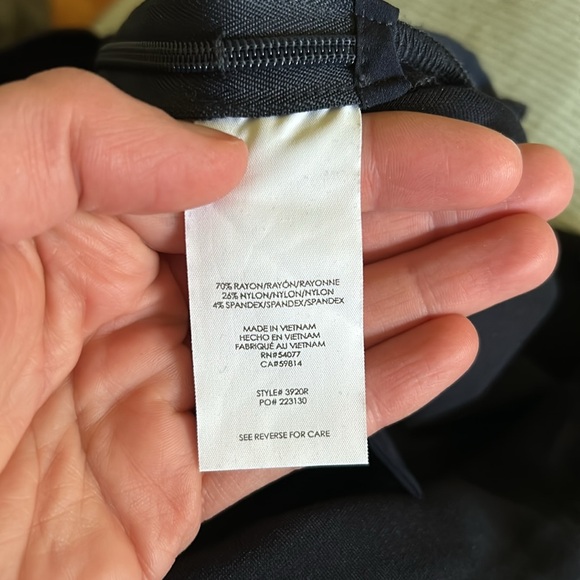 70% RAYON/RAYÓN/RAYONNE
26% NYLON/NYLON/NYLON
4% SPANDEX/SPANDEX/SPANDEX
MADE IN VIETNAM
HECHO EN VIETNAM
FABRIQUÉ AU VIETNAM
RN#54077
CA#59814
STYLE# 3920R
PO# 223130
SEE REVERSE FOR CARE